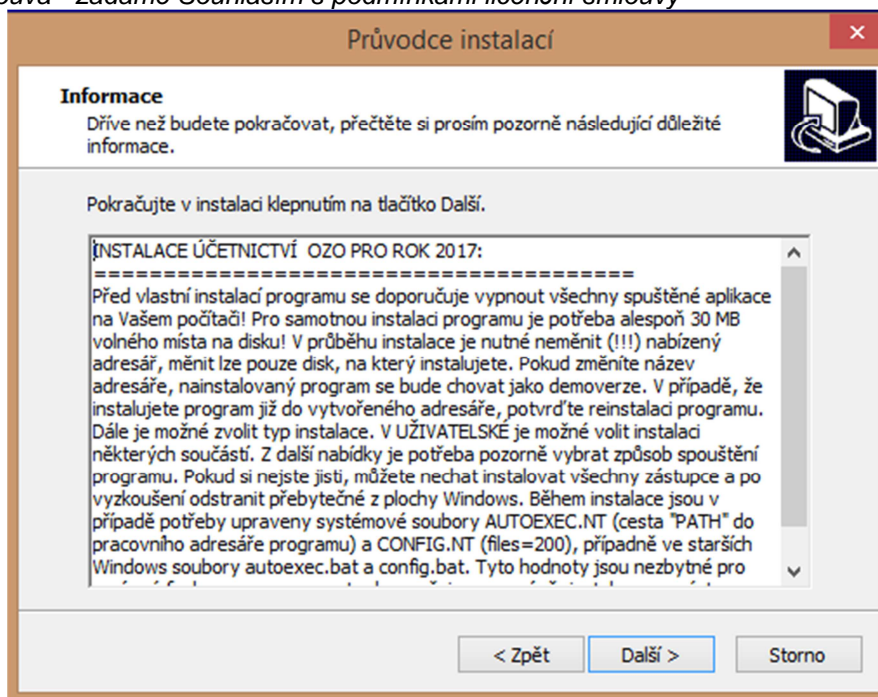 zadámo Souhlasím s podmínkami licenční smlouvy
Průvodce instalací
Informace
Dříve než budete pokračovat, přečtěte si prosím pozorně následující důležité
informace.
Pokračujte v instalaci klepnutím na tlačítko Další.
INSTALACE ÚČETNICTVÍ OZO PRO ROK 2017:
=======================================
Před vlastní instalací programu se doporučuje vypnout všechny spuštěné aplikace
na Vašem počítači! Pro samotnou instalaci programu je potřeba alespoň 30 MB
volného místa na disku! V průběhu instalace je nutné neměnit (!!!) nabízený
adresář, měnit lze pouze disk, na který instalujete. Pokud změníte název
adresáře, nainstalovaný program se bude chovat jako demoverze. V případě, že
instalujete program již do vytvořeného adresáře, potvrďte reinstalaci programu.
Dále je možné zvolit typ instalace. V UŽIVATELSKÉ je možné volit instalaci
některých součástí. Z další nabídky je potřeba pozorně vybrat způsob spouštění
programu. Pokud si nejste jisti, můžete nechat instalovat všechny zástupce a po
vyzkoušení odstranit přebytečné z plochy Windows. Během instalace jsou v
případě potřeby upraveny systémové soubory AUTOEXEC.NT (cesta "PATH" do
pracovního adresáře programu) a CONFIG.NT (files=200), případně ve starších
Windows soubory autoexec.bat a config.bat. Tyto hodnoty jsou nezbytné pro
< Zpět
Další >
Storno